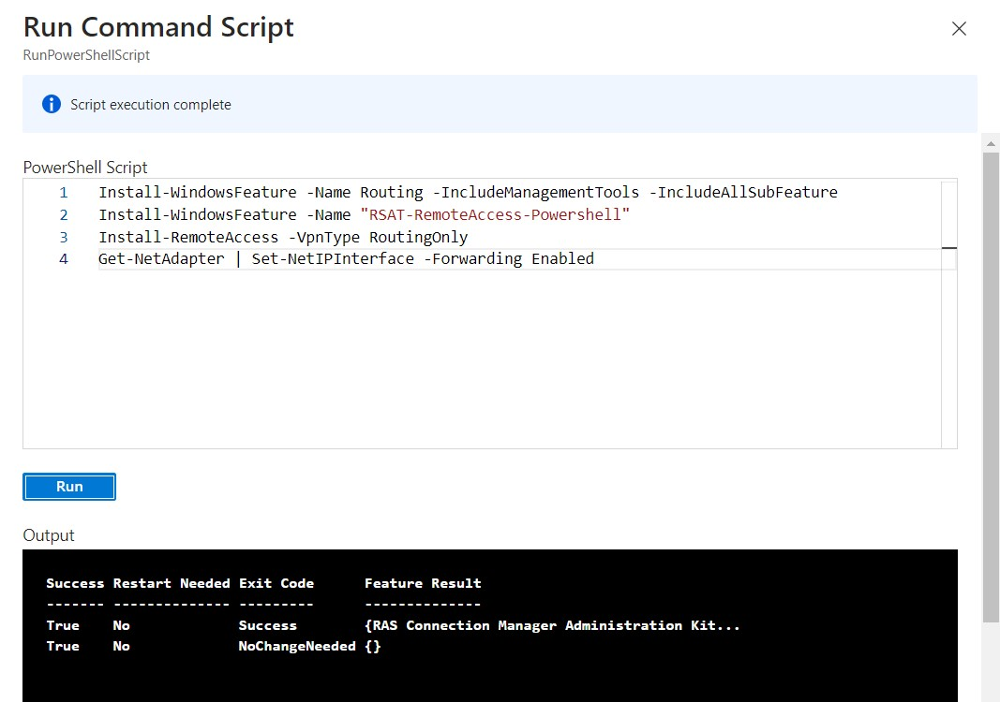 Run Command Script
RunPowerShellScript
Script execution complete
PowerShell Script
1 Install-WindowsFeature -Name Routing -IncludeManagementTools -IncludeAllSubFeature
2 Install-WindowsFeature -Name "RSAT-RemoteAccess-Powershell"
3 Install-RemoteAccess -VpnType RoutingOnly
4 Get-NetAdapter | Set-NetIPInterface -Forwarding Enabled
Run
Output
Success Restart Needed Exit Code Feature Result
------- -------------- --------- --------------
True No Success {RAS Connection Manager Administration Kit...
True No NoChangeNeeded {}